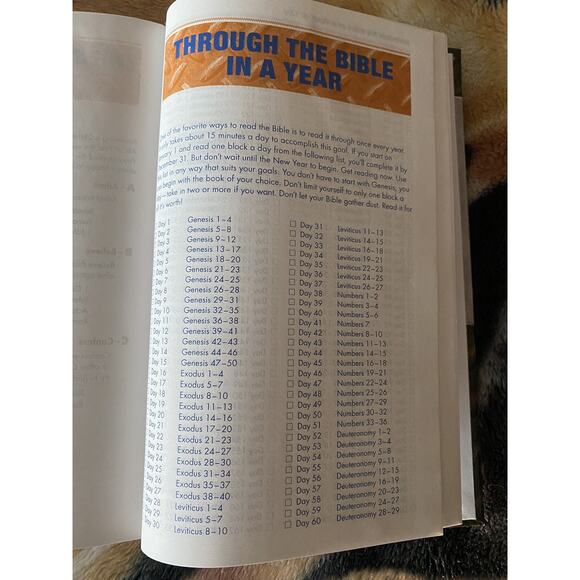 A - Admit
B - Believe
C - Confess
THROUGH THE BIBLE
IN A YEAR
of the favorite ways to read the Bible is to read it through once every year.
takes about 15 minutes a day to accomplish this goal. If you start on
1 and read one block a day from the following list, you'll complete it by
31. But don't wait until the New Year to begin. Get reading now. Use
list in any way that suits your goals. You don't have to start with Genesis, you
begin with the book of your choice. Don't limit yourself to only one block a
take in two or more if you want. Don't let your Bible gather dust. Read it for
it's worth!
Day 1 Genesis 1–4
Day 2 Genesis 5–8
Day 3 Genesis 9–12
Day 4 Genesis 13–17
Day 5 Genesis 18–20
Day 6 Genesis 21–23
Day 7 Genesis 24–25
Day 8 Genesis 26–28
Day 9 Genesis 29–31
Day 10 Genesis 32–35
Day 11 Genesis 36–38
Day 12 Genesis 39–41
Day 13 Genesis 42–43
Day 14 Genesis 44–46
Day 15 Genesis 47–50
Day 16 Exodus 1–4
Day 17 Exodus 5–7
Day 18 Exodus 8–10
Day 19 Exodus 11–13
Day 20 Exodus 14–16
Day 21 Exodus 17–20
Day 22 Exodus 21–23
Day 23 Exodus 24–27
Day 24 Exodus 28–30
Day 25 Exodus 31–34
Day 26 Exodus 35–37
Day 27 Exodus 38–40
Day 28 Leviticus 1–4
Day 29 Leviticus 5–7
Day 30 Leviticus 8–10
Day 31 Leviticus 11–13
Day 32 Leviticus 14–15
Day 33 Leviticus 16–18
Day 34 Leviticus 19–21
Day 35 Leviticus 22–23
Day 36 Leviticus 24–25
Day 37 Leviticus 26–27
Day 38 Numbers 1–2
Day 39 Numbers 3–4
Day 40 Numbers 5–6
Day 41 Numbers 7
Day 42 Numbers 8–10
Day 43 Numbers 11–13
Day 44 Numbers 14–15
Day 45 Numbers 16–18
Day 46 Numbers 19–21
Day 47 Numbers 22–24
Day 48 Numbers 25–26
Day 49 Numbers 27–29
Day 50 Numbers 30–32
Day 51 Numbers 33–36
Day 52 Deuteronomy 1–2
Day 53 Deuteronomy 3–4
Day 54 Deuteronomy 5–8
Day 55 Deuteronomy 9–11
Day 56 Deuteronomy 12–15
Day 57 Deuteronomy 16–19
Day 58 Deuteronomy 20–23
Day 59 Deuteronomy 24–27
Day 60 Deuteronomy 28–29